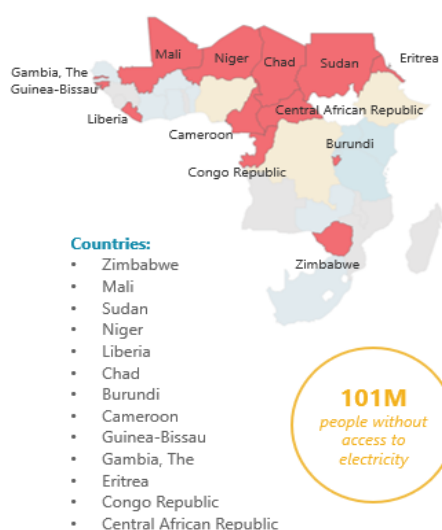 Mali
Niger
Chad
Sudan
Eritrea
Gambia, The
Guinea-Bissau
Liberia
Central African Republic
Cameroon
Burundi
Congo Republic
Zimbabwe
Countries:
• Zimbabwe
• Mali
• Sudan
• Niger
• Liberia
• Chad
• Burundi
• Cameroon
• Guinea-Bissau
• Gambia, The
• Eritrea
• Congo Republic
• Central African Republic
101M
people without
access to
electricity